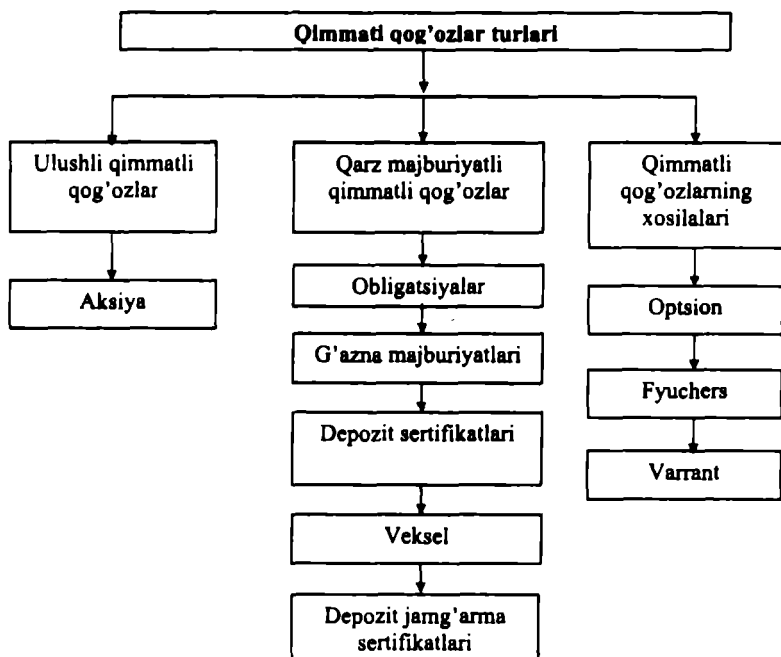 Qimmati qog'ozlar turlari
Ulushli qimmatli
qog'ozlar
Qarz majburiyatli
qimmatli qog'ozlar
Qimmatli
qog'ozlarning
xosilalari
Aksiya
Obligatsiyalar
G'azna majburiyatlari
Depozit sertifikatlari
Veksel
Depozit jamg'arma
sertifikatlari
Optsion
Fyuchers
Varrant